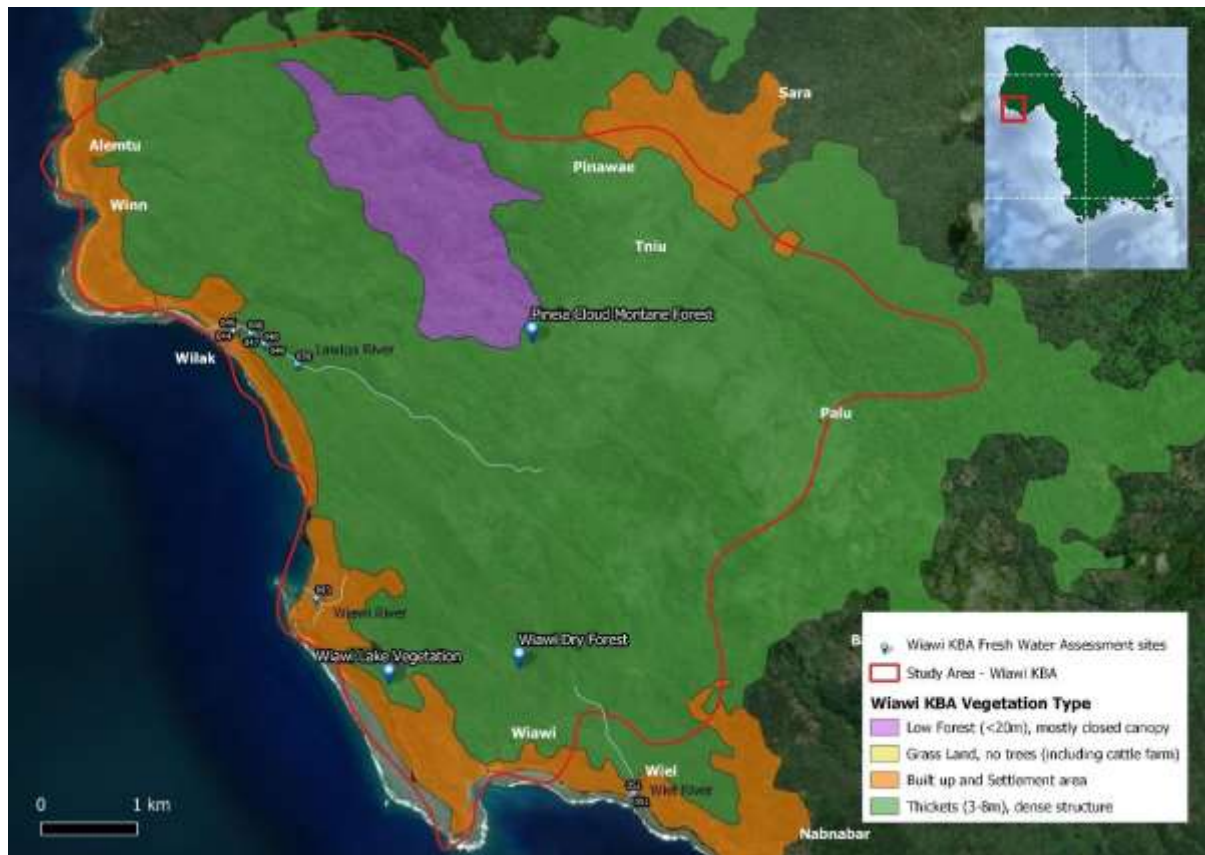 Sara
Alemtu
Pinawae
Winn
Tniu
Pineia Cloud Montane Forest
Wilak
River
Palu
River
Wiawi Dry Forest
Wiawi Lake Vegetation
Wiawi
Wiel
Wiel River
Nabnabar
0 1 km
Wiawi KBA Fresh Water Assessment sites
Study Area - Wiawi KBA
Wiawi KBA Vegetation Type
Low Forest (<20m), mostly closed canopy
Grass Land, no trees (including cattle farm)
Built up and Settlement area
Thickets (3-8m), dense structure